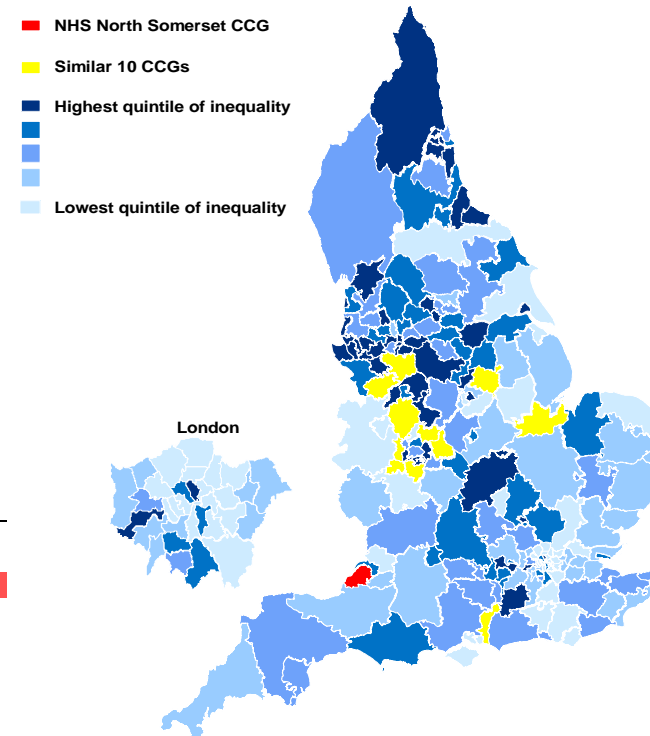 NHS North Somerset CCG
Similar 10 CCGs
Highest quintile of inequality
Lowest quintile of inequality
London